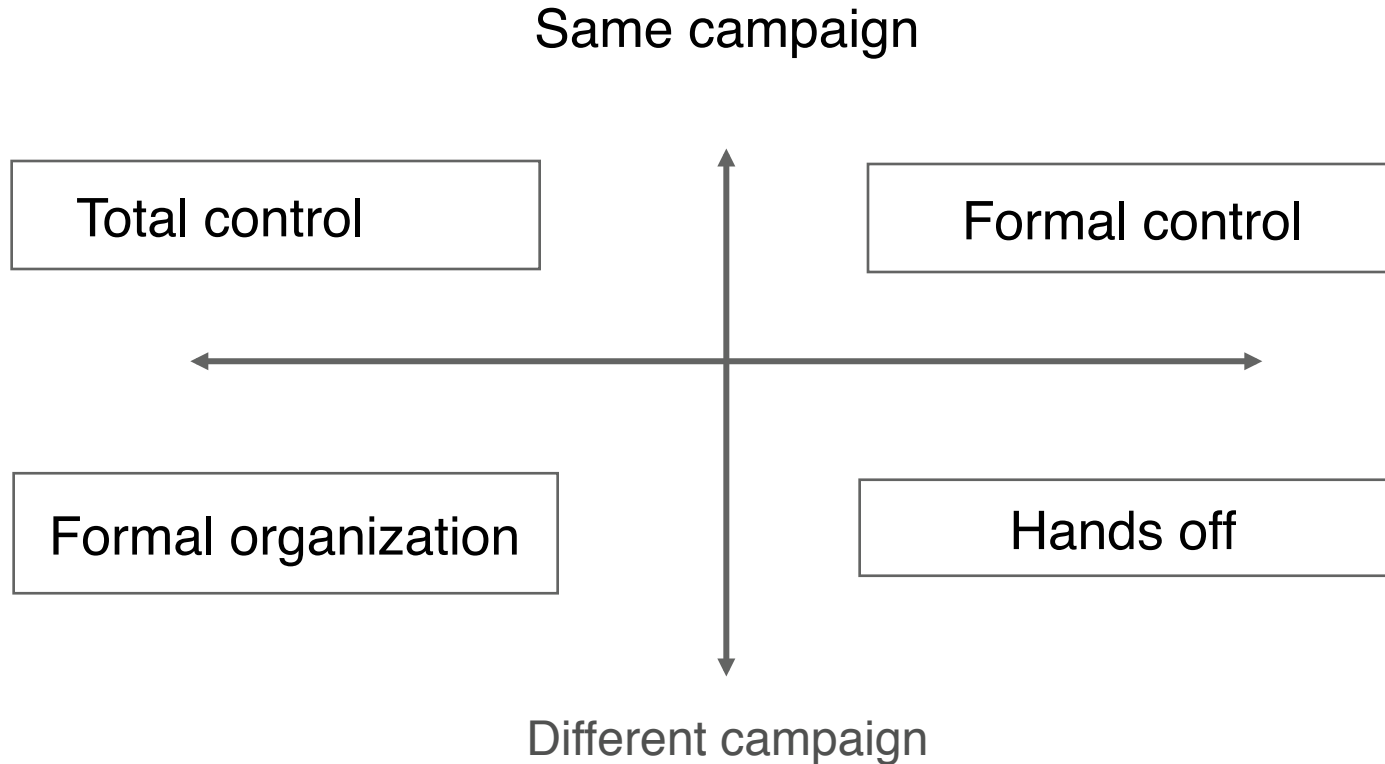 Same campaign
Total control
Formal control
Formal organization
Hands off
Different campaign